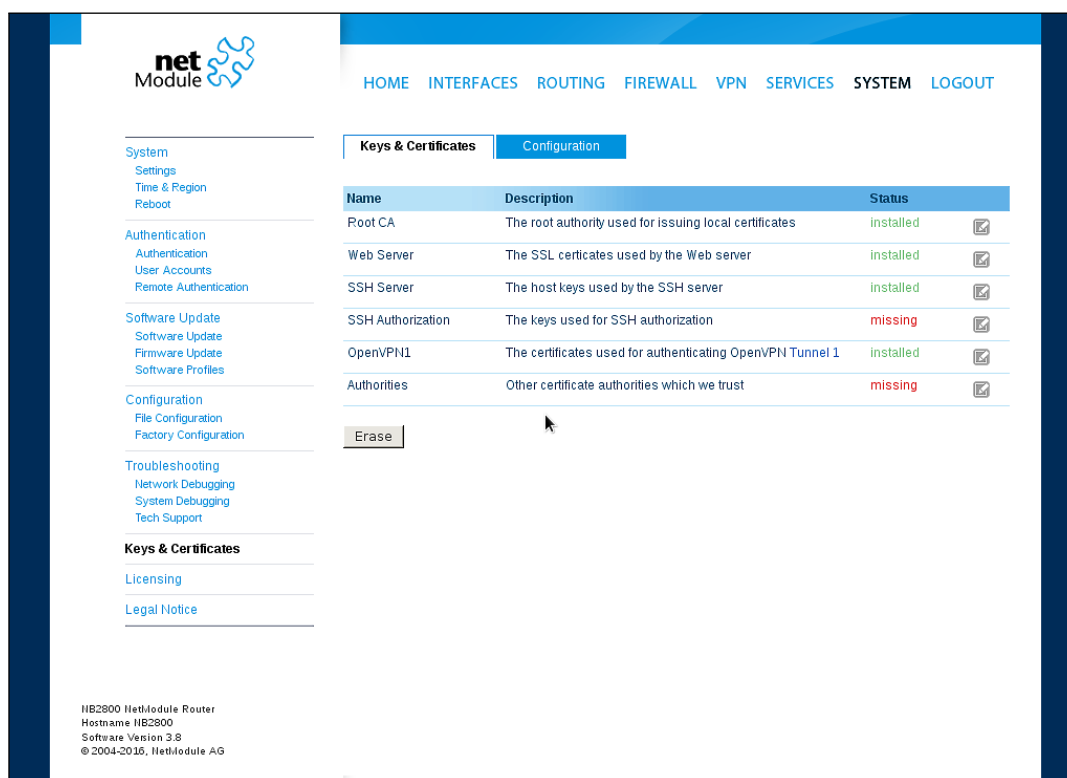 net
Module
HOME INTERFACES ROUTING FIREWALL VPN SERVICES SYSTEM LOGOUT
System
Settings
Time & Region
Reboot
Authentication
Authentication
User Accounts
Remote Authentication
Software Update
Software Update
Firmware Update
Software Profiles
Configuration
File Configuration
Factory Configuration
Troubleshooting
Network Debugging
System Debugging
Tech Support
Keys & Certificates
Licensing
Legal Notice
Keys & Certificates Configuration
Name Description Status
Root CA The root authority used for issuing local certificates installed
Web Server The SSL certicates used by the Web server installed
SSH Server The host keys used by the SSH server installed
SSH Authorization The keys used for SSH authorization missing
OpenVPN1 The certificates used for authenticating OpenVPN Tunnel 1 installed
Authorities Other certificate authorities which we trust missing
Erase
NB2800 NetModule Router
Hostname NB2800
Software Version 3.8
© 2004-2016, NetModule AG